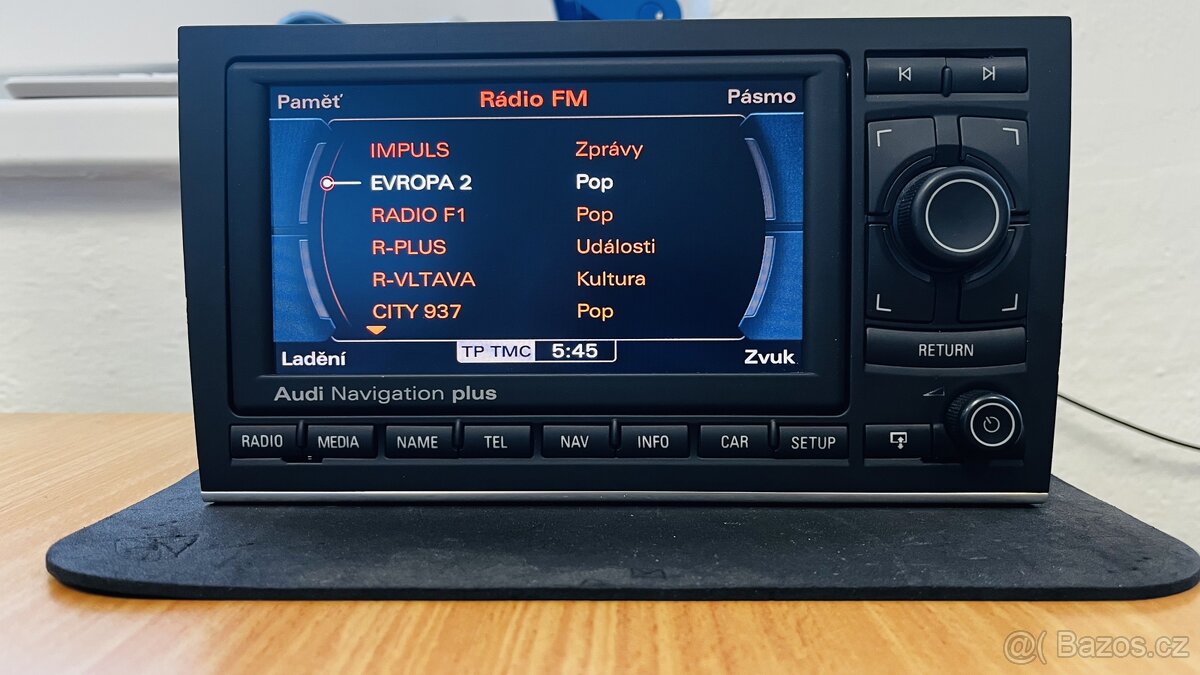 Paměť Rádio FM Pásmo
IMPULS Zprávy
EVROPA 2 Pop
RADIO F1 Pop
R-PLUS Události
R-VLTAVA Kultura
CITY 937 Pop
Ladění TP TMC 5:45 Zvuk
Audi Navigation plus
RETURN
RADIO MEDIA NAME TEL NAV INFO CAR SETUP
@( Bazos.cz